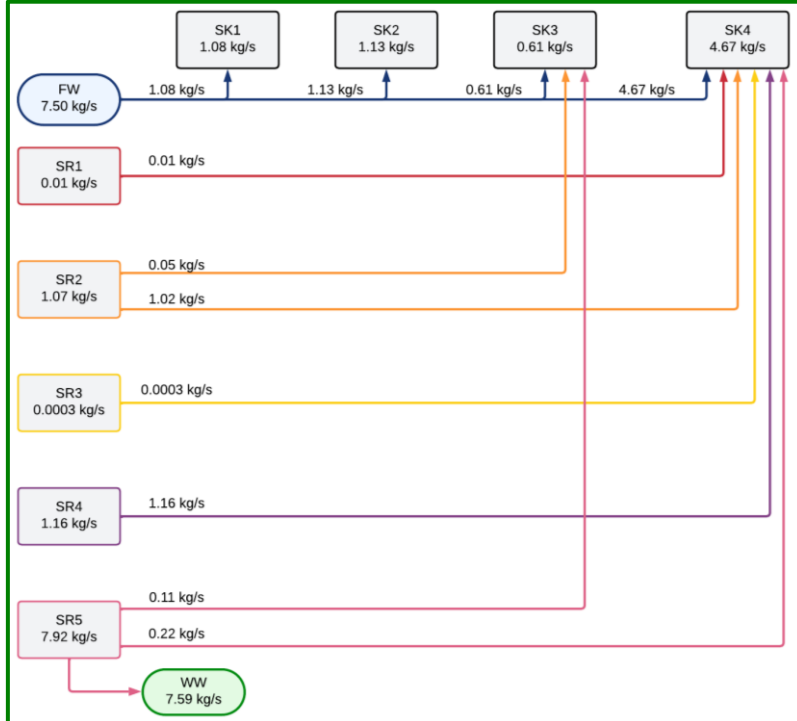 SK1
1.08 kg/s
SK2
1.13 kg/s
SK3
0.61 kg/s
SK4
4.67 kg/s
FW
7.50 kg/s
1.08 kg/s
1.13 kg/s
0.61 kg/s
4.67 kg/s
SR1
0.01 kg/s
0.01 kg/s
SR2
1.07 kg/s
0.05 kg/s
1.02 kg/s
SR3
0.0003 kg/s
0.0003 kg/s
SR4
1.16 kg/s
1.16 kg/s
SR5
7.92 kg/s
0.11 kg/s
0.22 kg/s
WW
7.59 kg/s